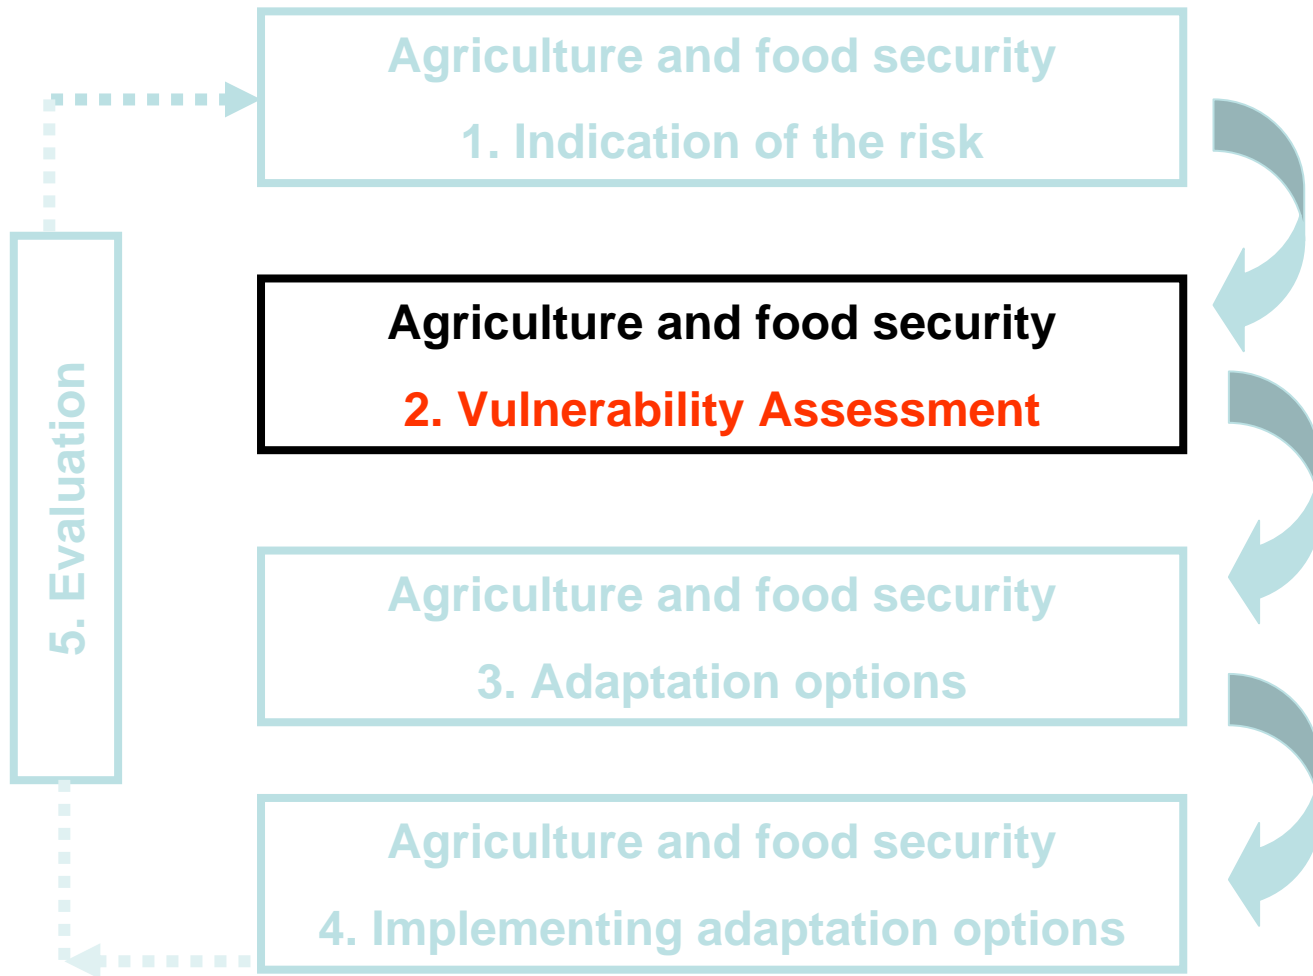 Agriculture and food security
1. Indication of the risk
Agriculture and food security
2. Vulnerability Assessment
Agriculture and food security
3. Adaptation options
Agriculture and food security
4. Implementing adaptation options
5. Evaluation